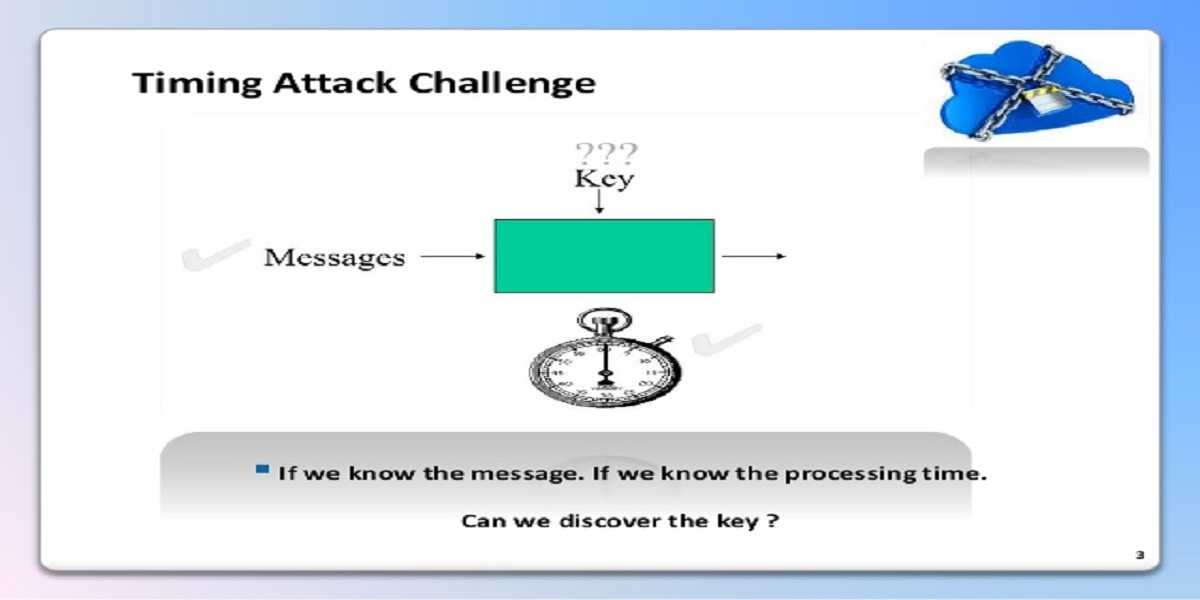 Timing Attack Challenge
???
Key
Messages
If we know the message. If we know the processing time.
Can we discover the key ?
3